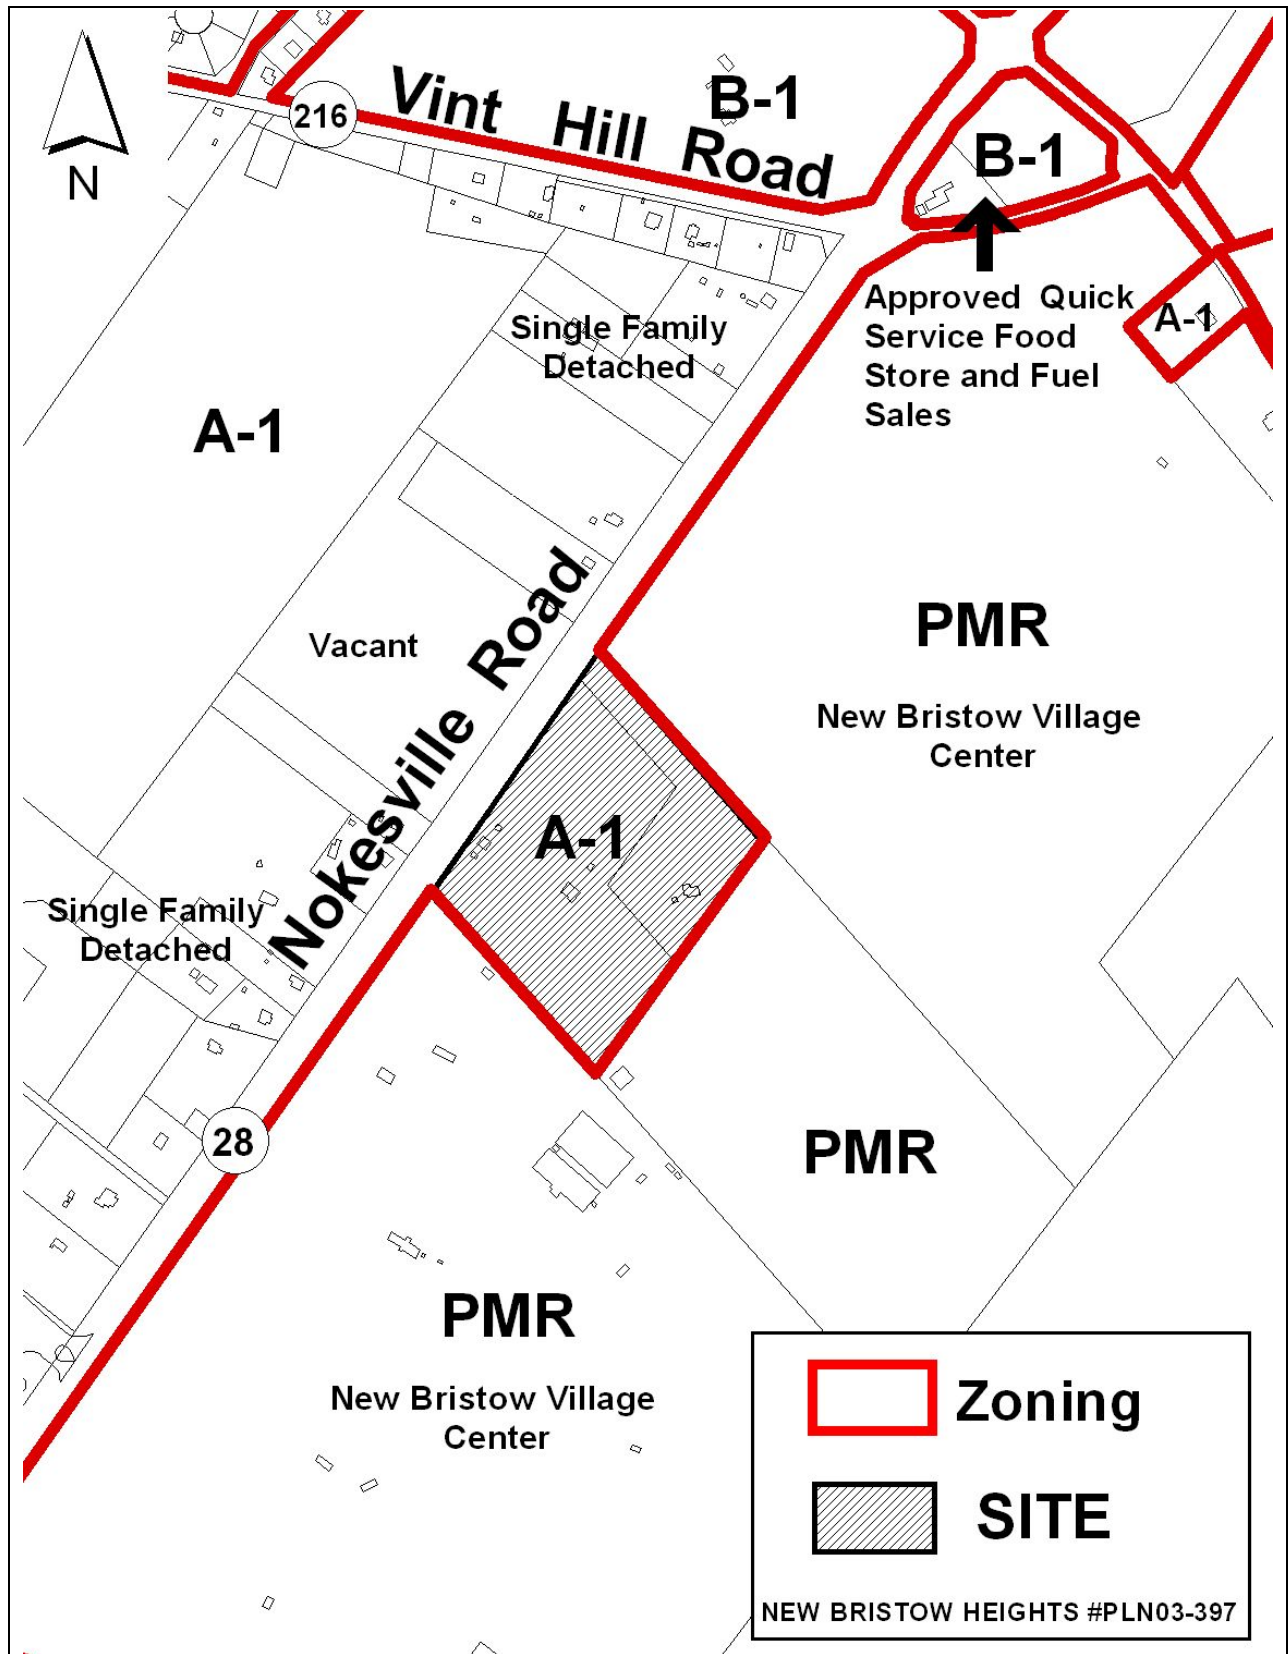 N
216
Vint Hill Road
B-1
B-1
Approved Quick
Service Food
Store and Fuel
Sales
A-1
Single Family
Detached
A-1
Vacant
Nokesville Road
PMR
New Bristow Village
Center
A-1
Single Family
Detached
28
PMR
PMR
New Bristow Village
Center
Zoning
SITE
NEW BRISTOW HEIGHTS #PLN03-397